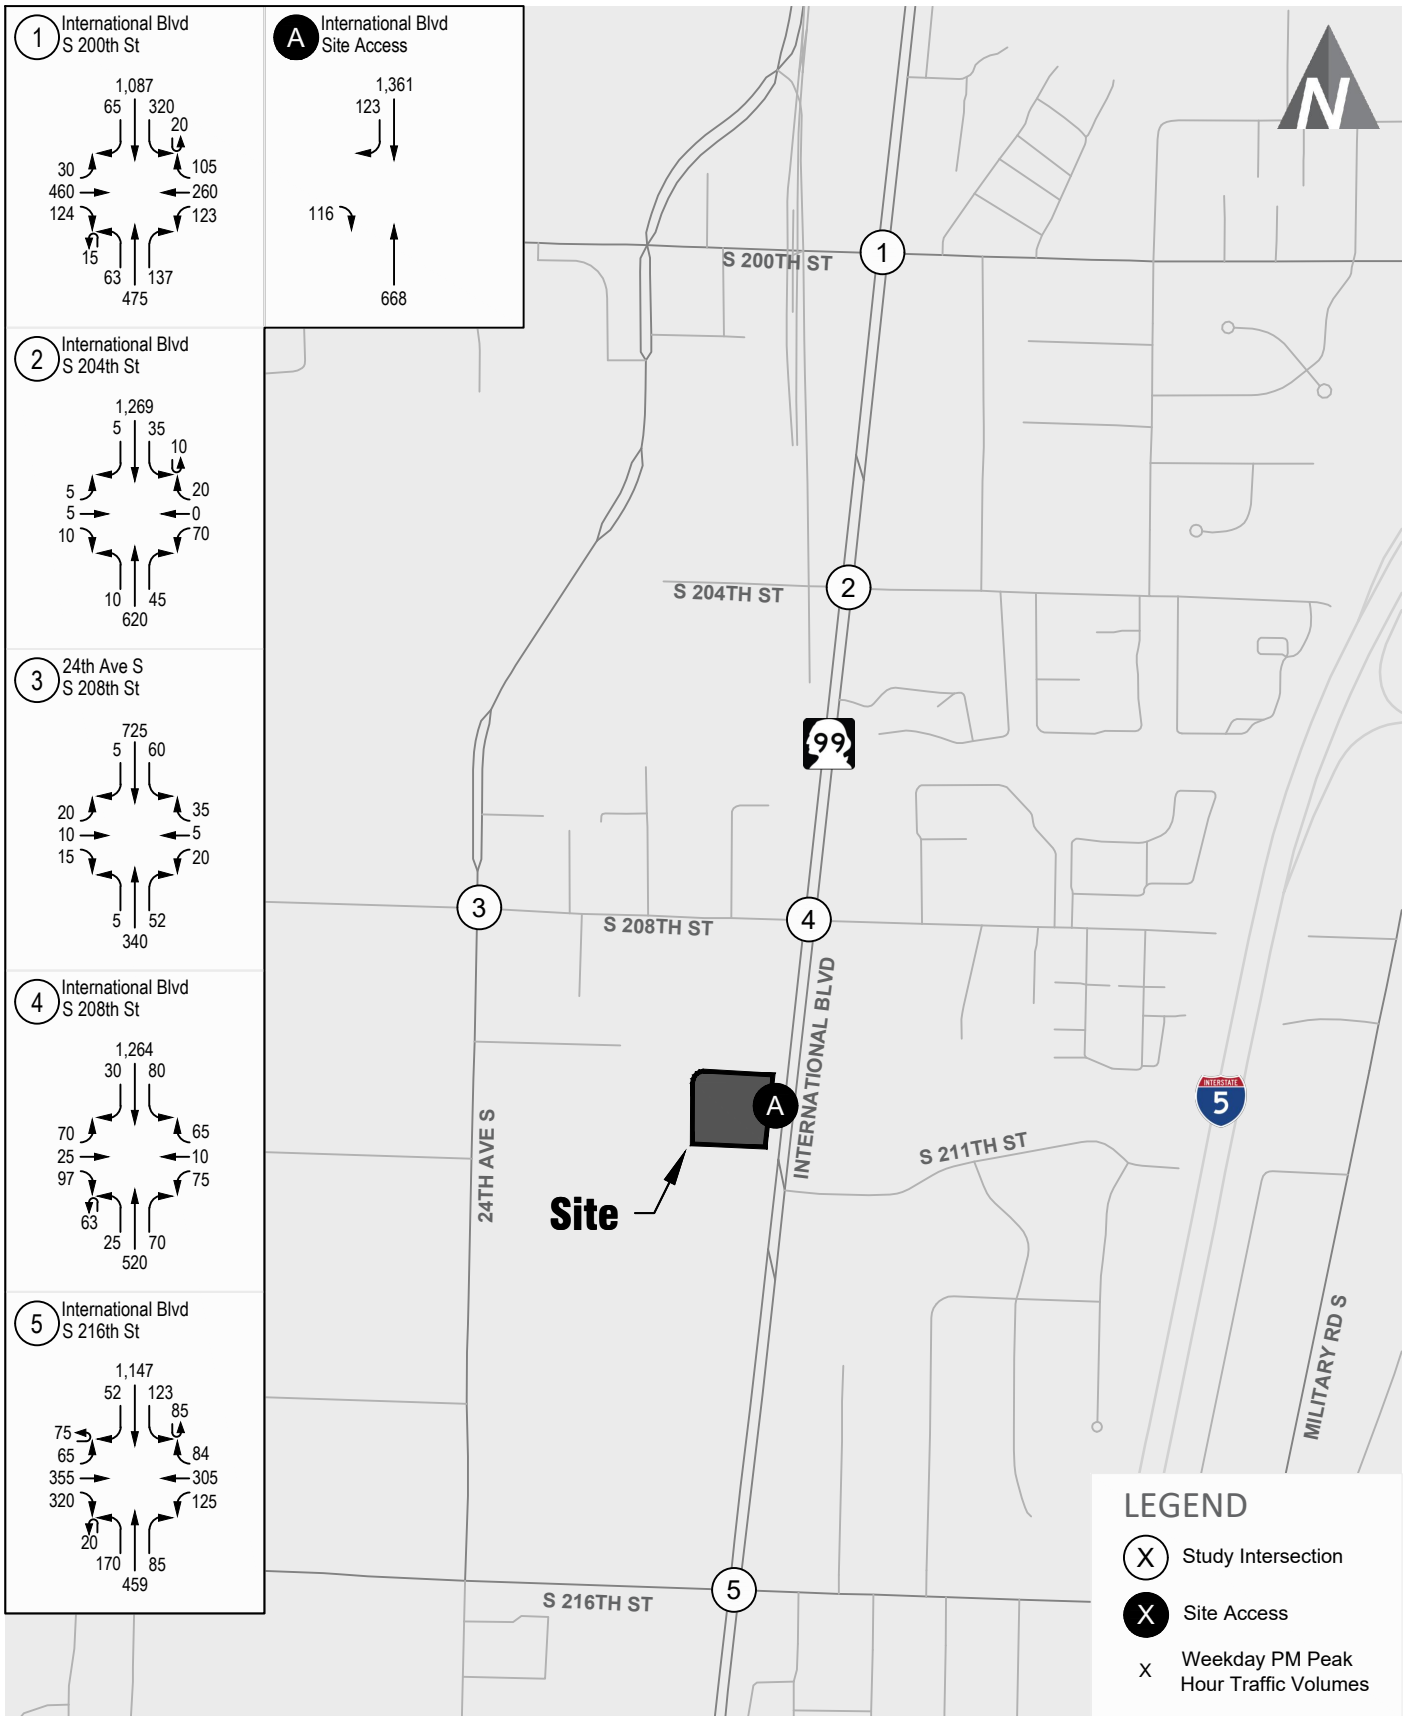 1
International Blvd
S 200th St
1,087
65
320
20
30
105
460
260
124
123
15
63
137
475
A
International Blvd
Site Access
1,361
123
116
668
2
International Blvd
S 204th St
1,269
5
35
10
5
20
5
0
10
70
10
45
620
3
24th Ave S
S 208th St
725
5
60
20
35
10
5
15
20
5
52
340
4
International Blvd
S 208th St
1,264
30
80
70
65
25
10
97
75
63
25
70
520
5
International Blvd
S 216th St
1,147
52
123
85
75
65
84
355
305
320
125
20
170
85
459
N
1
S 200TH ST
2
S 204TH ST
99
3
4
S 208TH ST
INTERNATIONAL BLVD
A
INTERSTATE
5
24TH AVE S
S 211TH ST
Site
MILITARY RD S
5
S 216TH ST
LEGEND
X
Study Intersection
X
Site Access
X
Weekday PM Peak
Hour Traffic Volumes